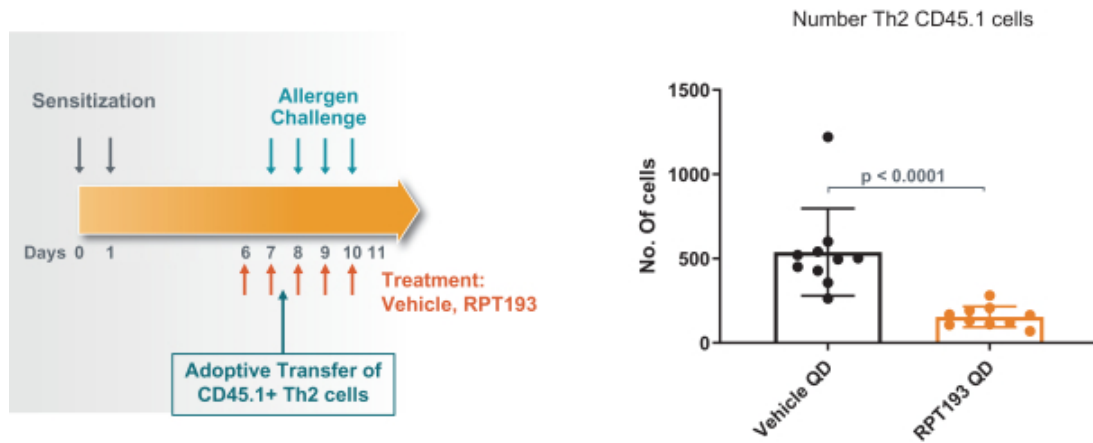 Sensitization
Allergen
Challenge
Days 0 1 6 7 8 9 10 11
Treatment:
Vehicle, RPT193
Adoptive Transfer of
CD45.1+ Th2 cells
Number Th2 CD45.1 cells
No. Of cells
1500
1000
500
0
p < 0.0001
Vehicle QD
RPT193 QD